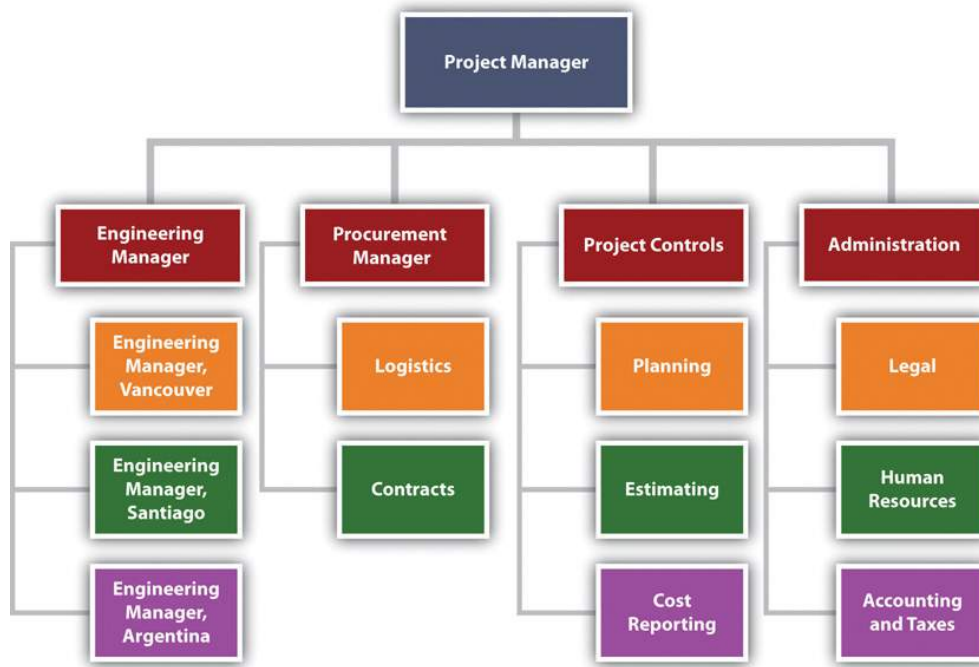 Project Manager
Engineering
Manager
Procurement
Manager
Project Controls
Administration
Engineering
Manager,
Vancouver
Logistics
Planning
Legal
Engineering
Manager,
Santiago
Contracts
Estimating
Human
Resources
Engineering
Manager,
Argentina
Cost
Reporting
Accounting
and Taxes